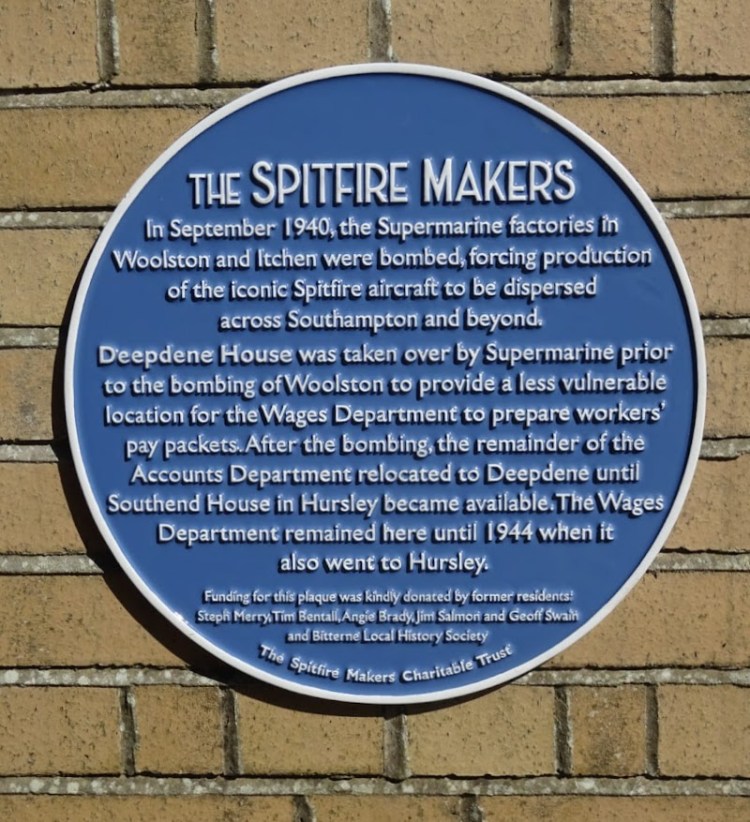 THE SPITFIRE MAKERS
In September 1940, the Supermarine factories in
Woolston and Itchen were bombed, forcing production
of the iconic Spitfire aircraft to be dispersed
across Southampton and beyond.
Deepdene House was taken over by Supermarine prior
to the bombing of Woolston to provide a less vulnerable
location for the Wages Department to prepare workers'
pay packets. After the bombing, the remainder of the
Accounts Department relocated to Deepdene until
Southend House in Hursley became available. The Wages
Department remained here until 1944 when it
also went to Hursley.
Funding for this plaque was kindly donated by former residents:
Steph Merry, Tim Bentall, Angie Brady, Jim Salmon and Geoff Swain
and Bitterne Local History Society
The Spitfire Makers Charitable Trust